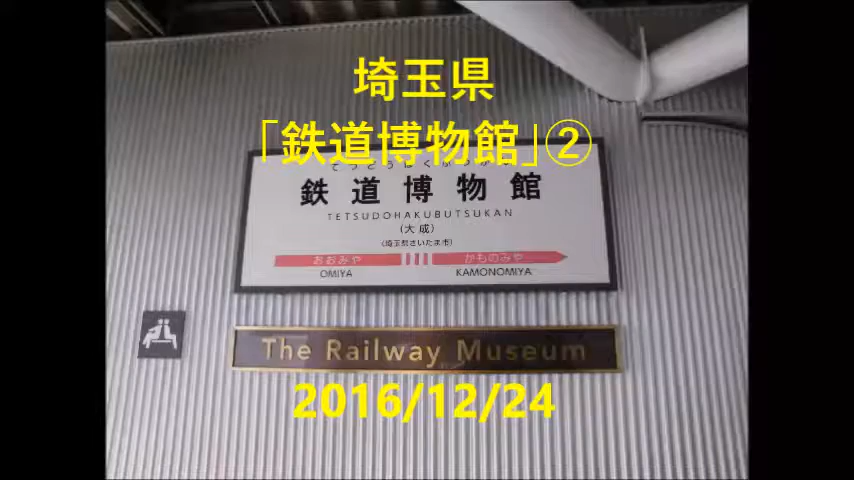 埼玉県
「鉄道博物館」②
鉄道博物館
TETSUDOHAKUBUTSUKAN
(大成)
(埼玉県さいたま市)
おおみや かものみや
OMIYA KAMONOMIYA
The Railway Museum
2016/12/24